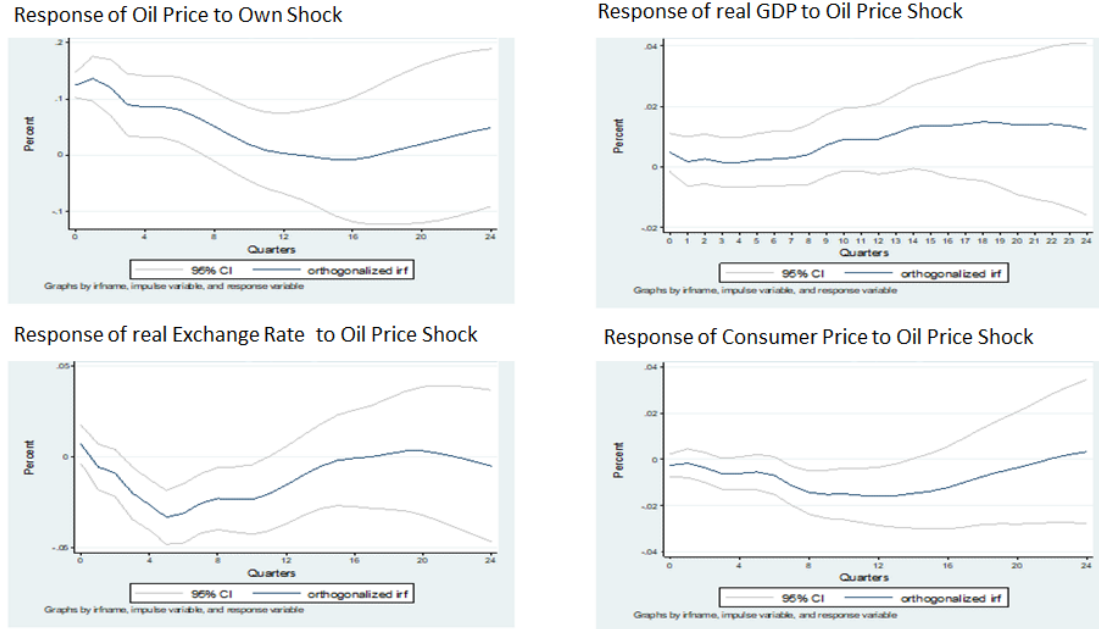 Response of Oil Price to Own Shock
.2
.1
0
-.1
Percent
0 4 8 12 16 20 24
Quarters
95% CI orthogonalized irf
Graphs by irfname, impulse variable, and response variable
Response of real GDP to Oil Price Shock
.04
.02
0
-.02
Percent
0 1 2 3 4 5 6 7 8 9 10 11 12 13 14 15 16 17 18 19 20 21 22 23 24
Quarters
95% CI orthogonalized irf
Graphs by irfname, impulse variable, and response variable
Response of real Exchange Rate to Oil Price Shock
.05
0
-.05
Percent
0 4 8 12 16 20 24
Quarters
95% CI orthogonalized irf
Graphs by irfname, impulse variable, and response variable
Response of Consumer Price to Oil Price Shock
.04
.02
0
-.02
-.04
Percent
0 4 8 12 16 20 24
Quarters
95% CI orthogonalized irf
Graphs by irfname, impulse variable, and response variable